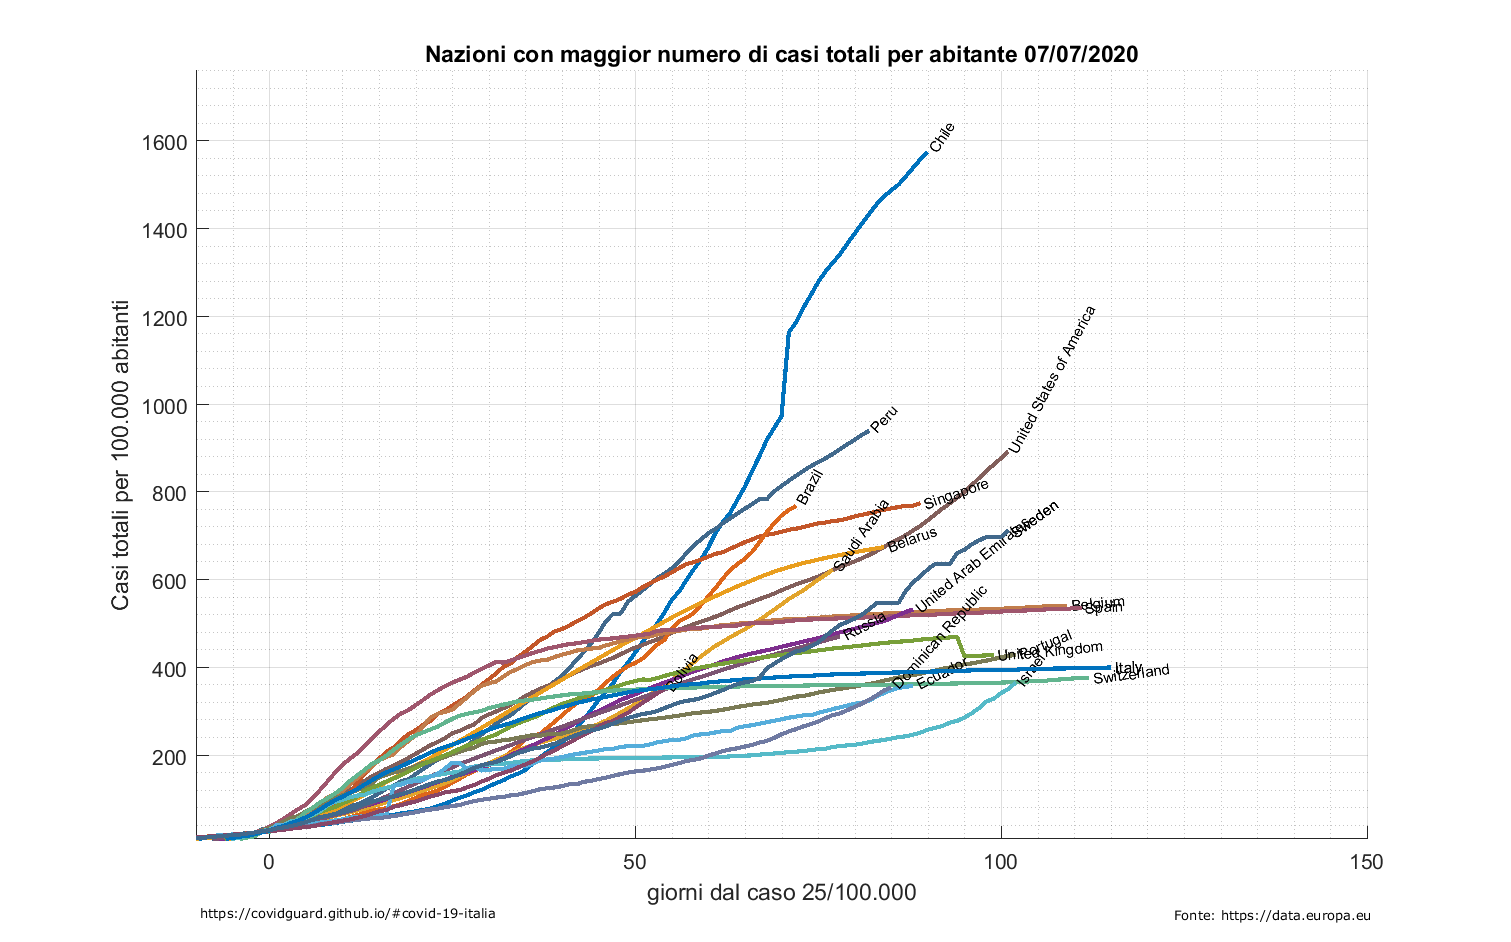 Nazioni con maggior numero di casi totali per abitante 07/07/2020
Casi totali per 100.000 abitanti
1600
1400
1200
1000
800
600
400
200
Chile
United States of America
Peru
Brazil
Singapore
Saudi Arabia
Belarus
Sweden
United Arab Emirates
Belgium
Spain
Russia
Dominican Republic
Portugal
United Kingdom
Bolivia
Ecuador
Israel
Italy
Switzerland
0
50
100
150
giorni dal caso 25/100.000
https://covidguard.github.io/#covid-19-italia
Fonte: https://data.europa.eu